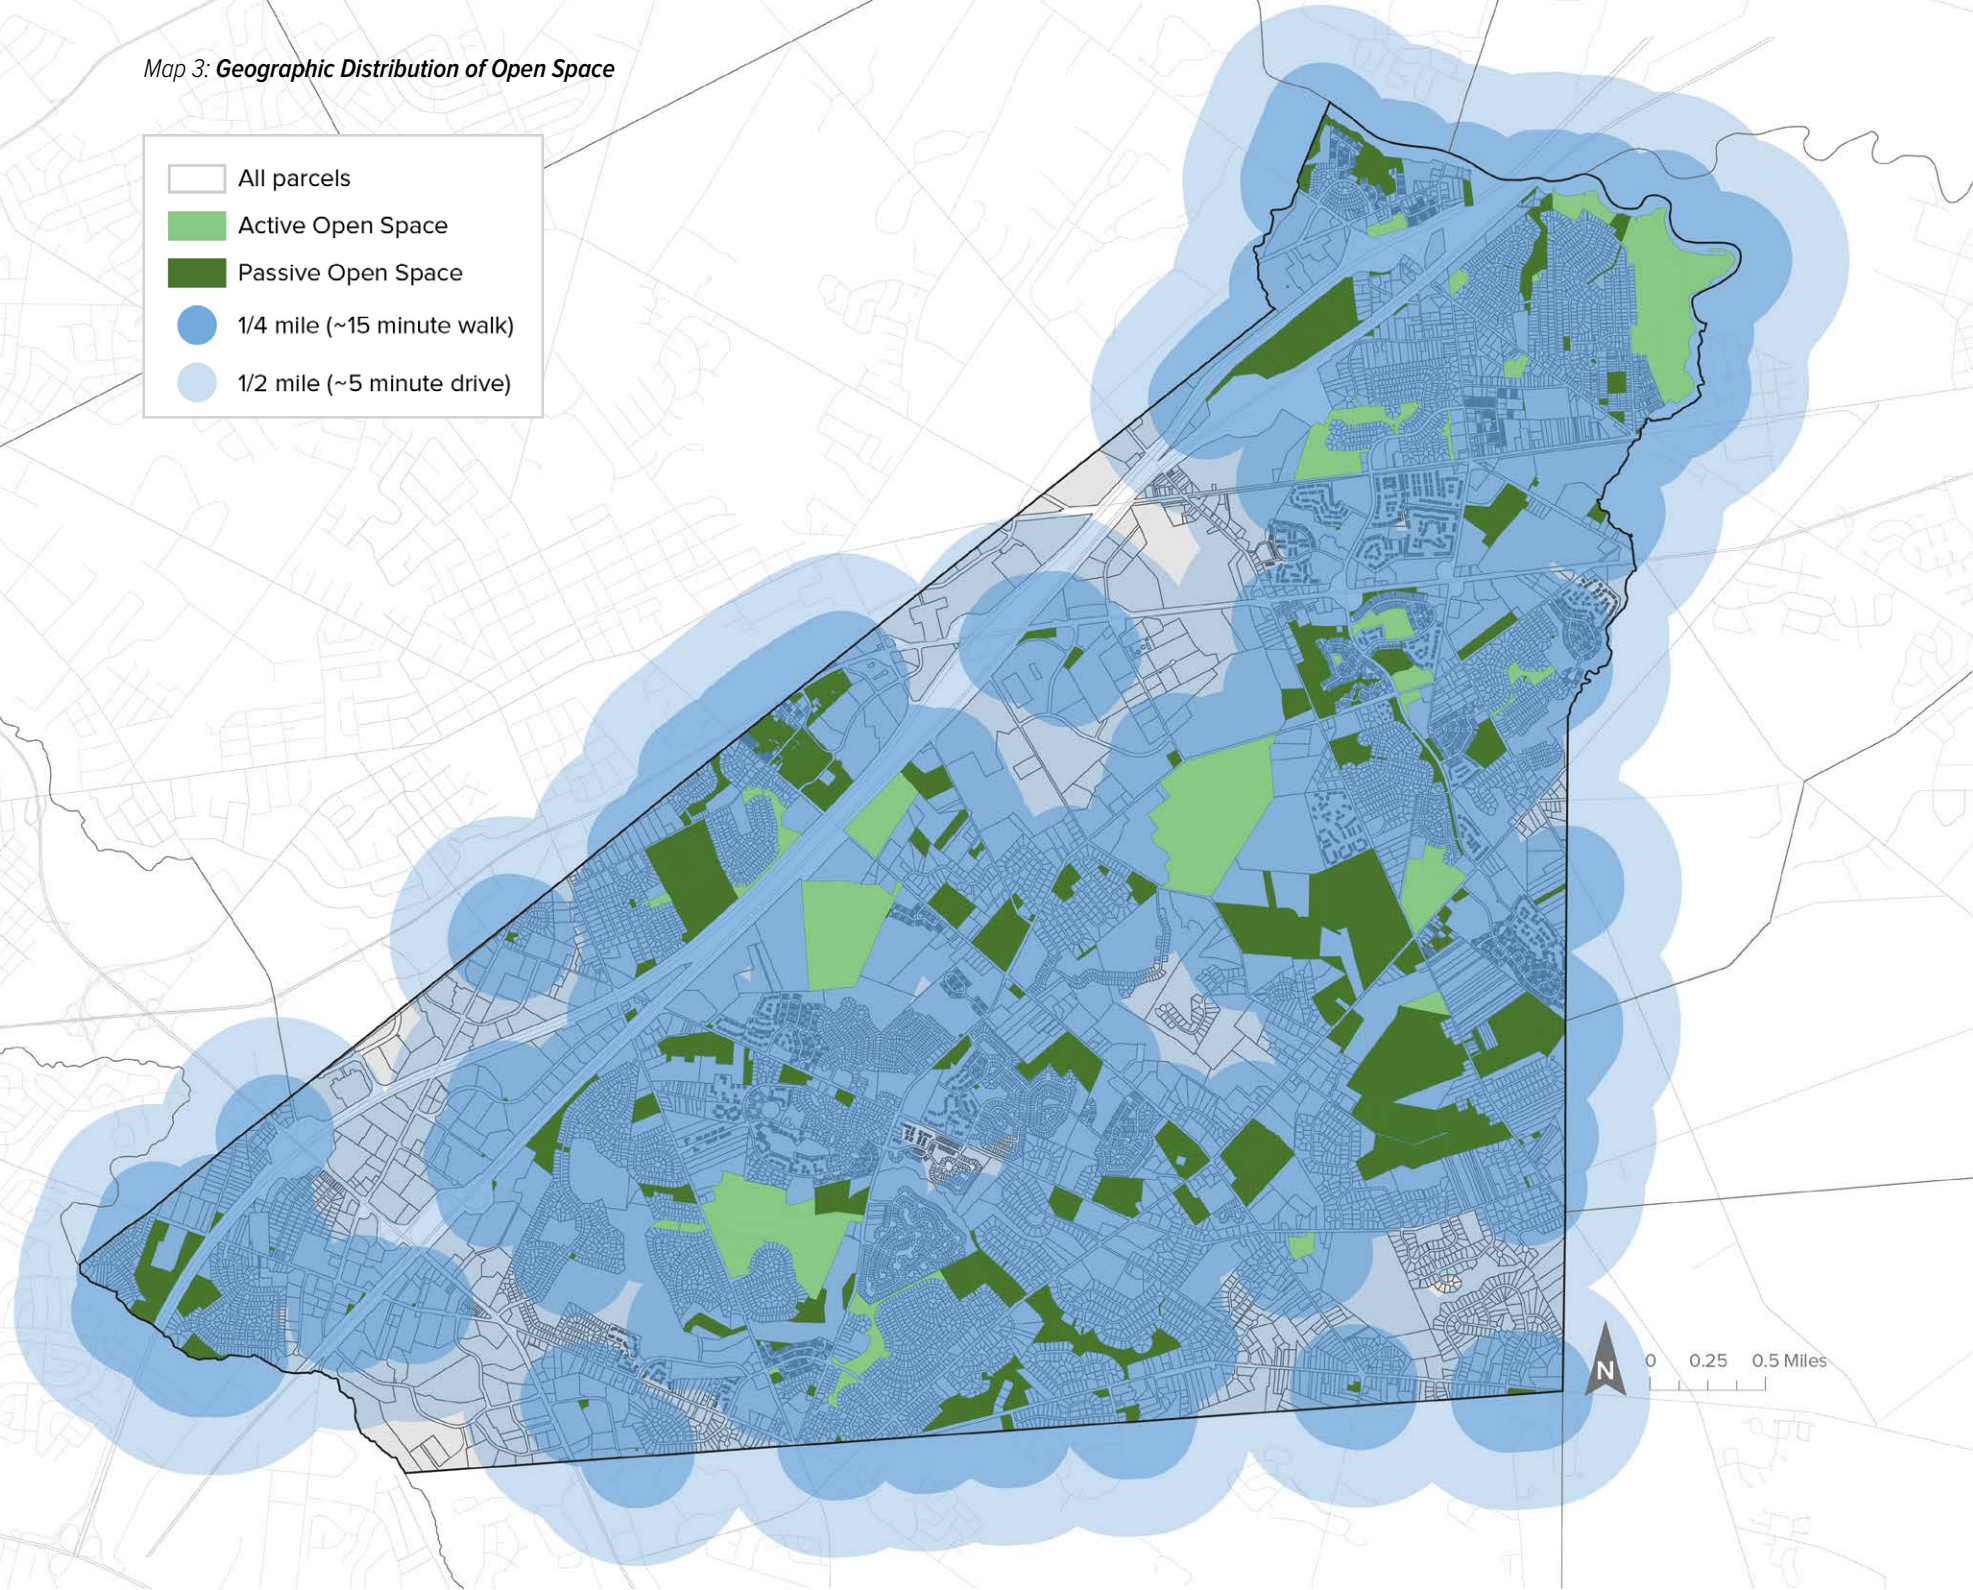 Map 3: Geographic Distribution of Open Space
All parcels
Active Open Space
Passive Open Space
1/4 mile (~15 minute walk)
1/2 mile (~5 minute drive)
N
0 0.25 0.5 Miles